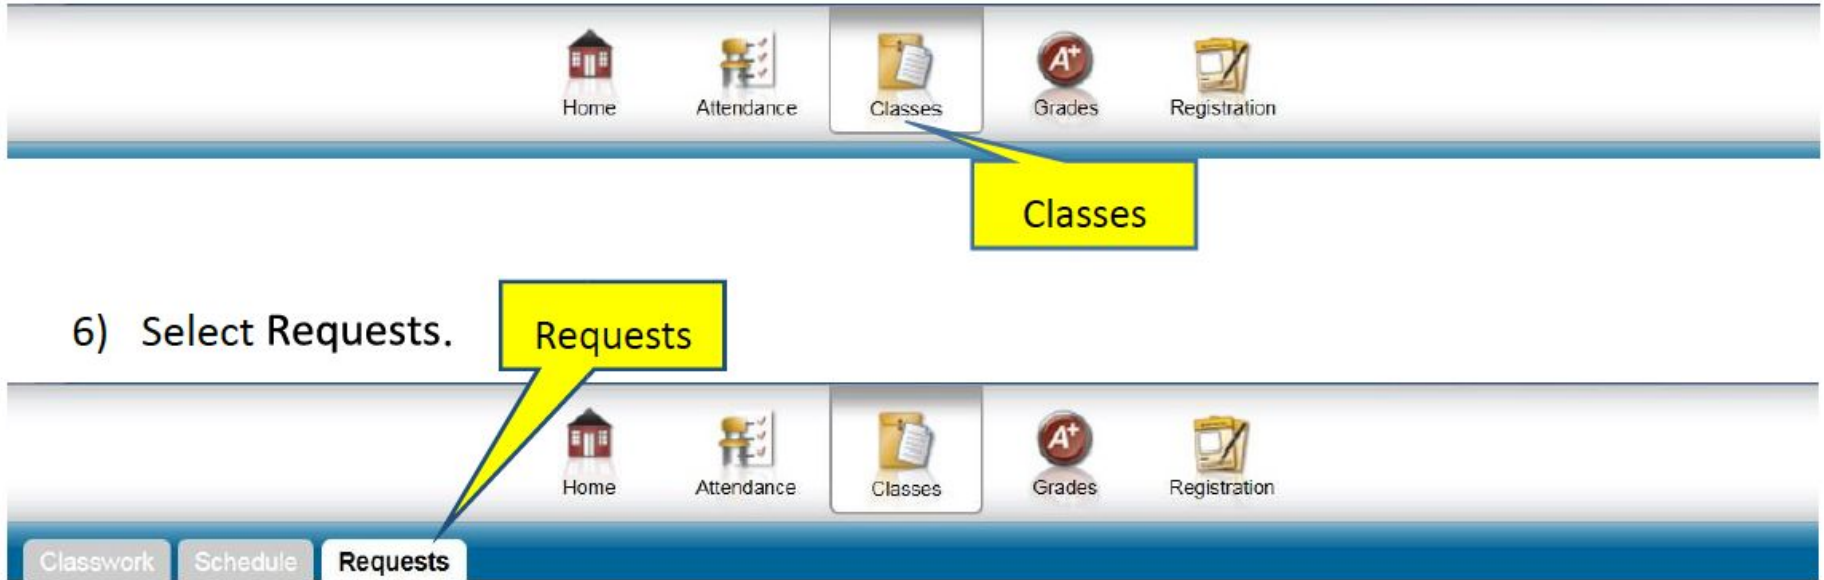 Home Attendance Classes Grades Registration
Classes
6) Select Requests.
Requests
Home Attendance Classes Grades Registration
Classwork Schedule Requests